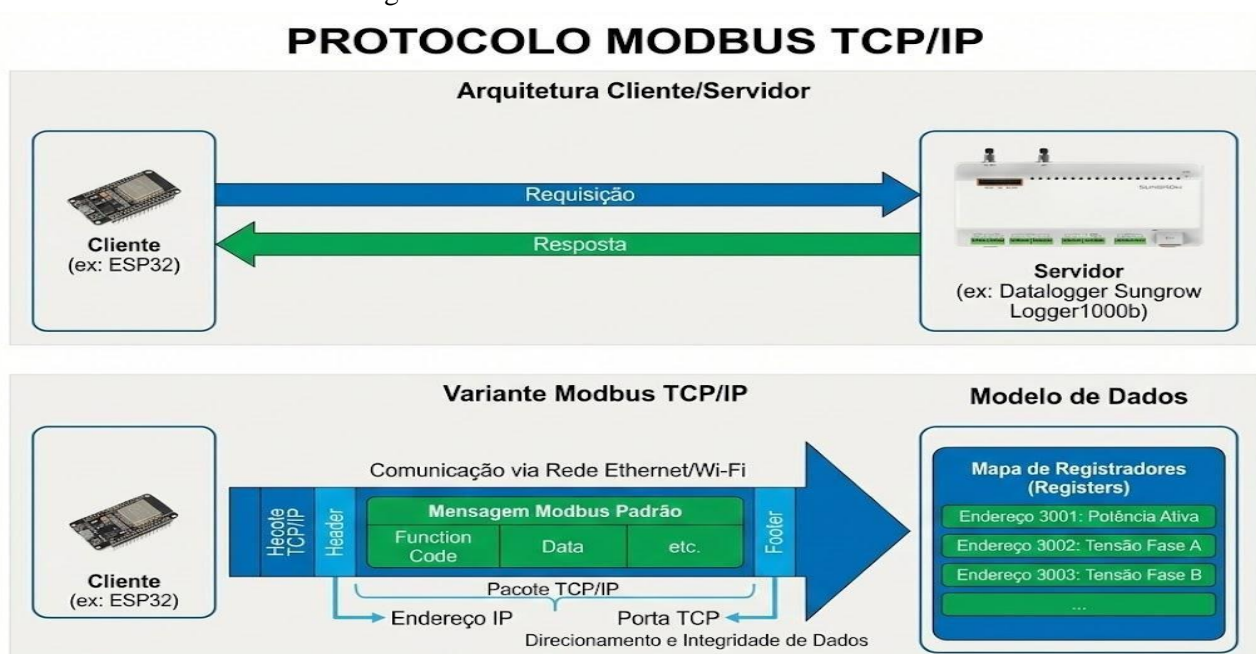 PROTOCOLO MODBUS TCP/IP
Arquitetura Cliente/Servidor
Requisição
Resposta
Cliente
(ex: ESP32)
SUNGROW
Servidor
(ex: Datalogger Sungrow
Logger1000b)
Variante Modbus TCP/IP
Modelo de Dados
Comunicação via Rede Ethernet/Wi-Fi
Hecote
TCP/IP
Header
Mensagem Modbus Padrão
Function
Code
Data
etc.
Footer
Pacote TCP/IP
Endereço IP
Porta TCP
Direcionamento e Integridade de Dados
Cliente
(ex: ESP32)
Mapa de Registradores
(Registers)
Endereço 3001: Potência Ativa
Endereço 3002: Tensão Fase A
Endereço 3003: Tensão Fase B
...